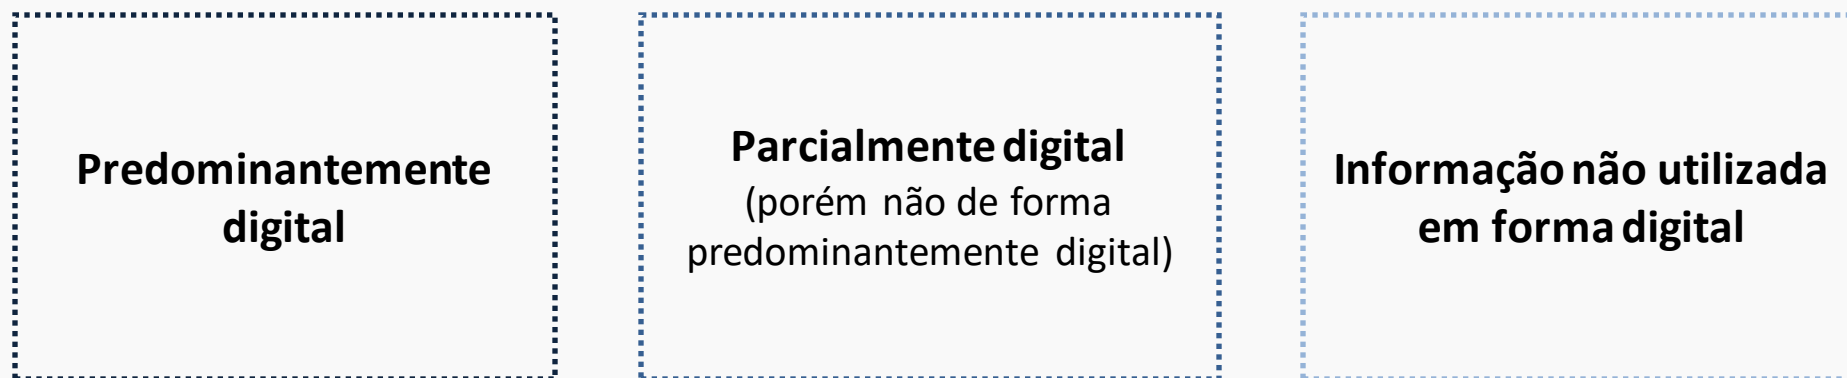 Predominantemente
digital
Parcialmente digital
(porém não de forma
predominantemente digital)
Informação não utilizada
em forma digital